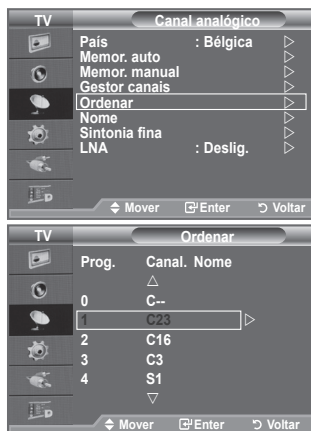 TV Canal analógico
País : Bélgica
Memor. auto
Memor. manual
Gestor canais
Ordenar
Nome
Sintonia fina
LNA : Deslig.
Mover Enter Voltar
TV Ordenar
Prog. Canal. Nome
0 C--
1 C23
2 C16
3 C3
4 S1
Mover Enter Voltar